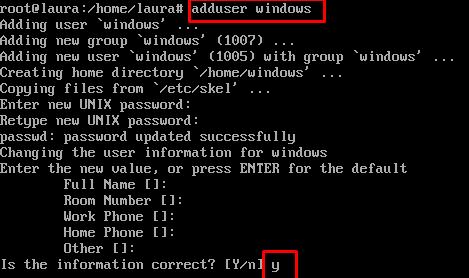 root@laura:/home/laura# adduser windows
Adding user `windows' ...
Adding new group `windows' (1007) ...
Adding new user `windows' (1005) with group `windows' ...
Creating home directory `/home/windows' ...
Copying files from `/etc/skel' ...
Enter new UNIX password:
Retype new UNIX password:
passwd: password updated successfully
Changing the user information for windows
Enter the new value, or press ENTER for the default
Full Name []:
Room Number []:
Work Phone []:
Home Phone []:
Other []:
Is the information correct? [Y/n] y